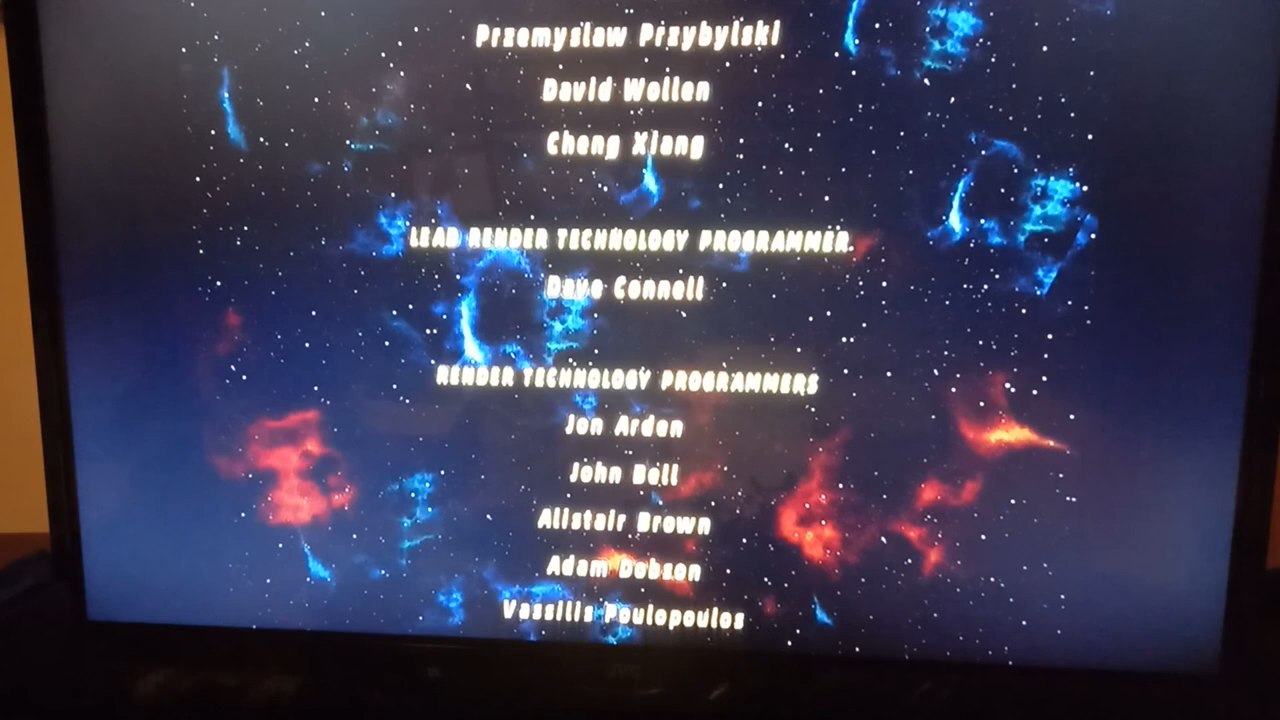 Przemyslaw Przybylski
David Wollen
Cheng Xiang
LEAD RENDER TECHNOLOGY PROGRAMMER
Dave Connell
RENDER TECHNOLOGY PROGRAMMERS
Jon Arden
John Bell
Alistair Brown
Adam Dobson
Vassilis Poulopoulos